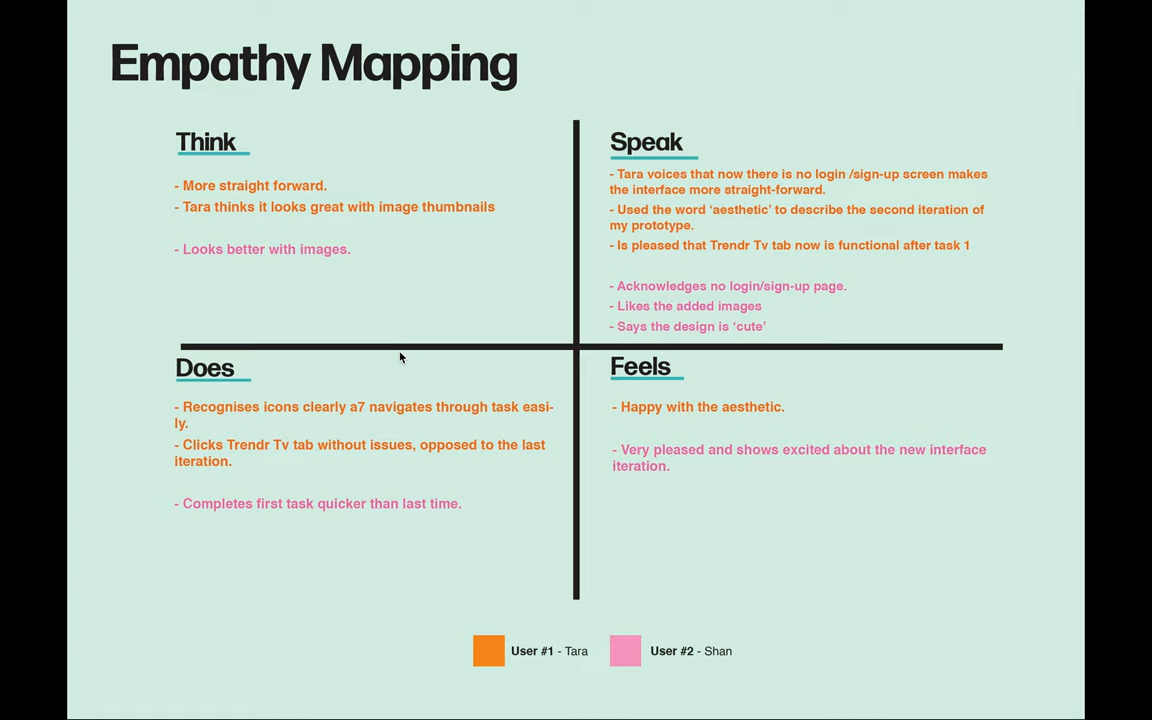 Empathy Mapping
Think
- More straight forward.
- Tara thinks it looks great with image thumbnails
- Looks better with images.
Speak
- Tara voices that now there is no login /sign-up screen makes
the interface more straight-forward.
- Used the word ‘aesthetic’ to describe the second iteration of
my prototype.
- Is pleased that Trendr Tv tab now is functional after task 1
- Acknowledges no login/sign-up page.
- Likes the added images
- Says the design is ‘cute’
Does
- Recognises icons clearly a7 navigates through task easi-
ly.
- Clicks Trendr Tv tab without issues, opposed to the last
iteration.
- Completes first task quicker than last time.
Feels
- Happy with the aesthetic.
- Very pleased and shows excited about the new interface
iteration.
User #1 - Tara
User #2 - Shan